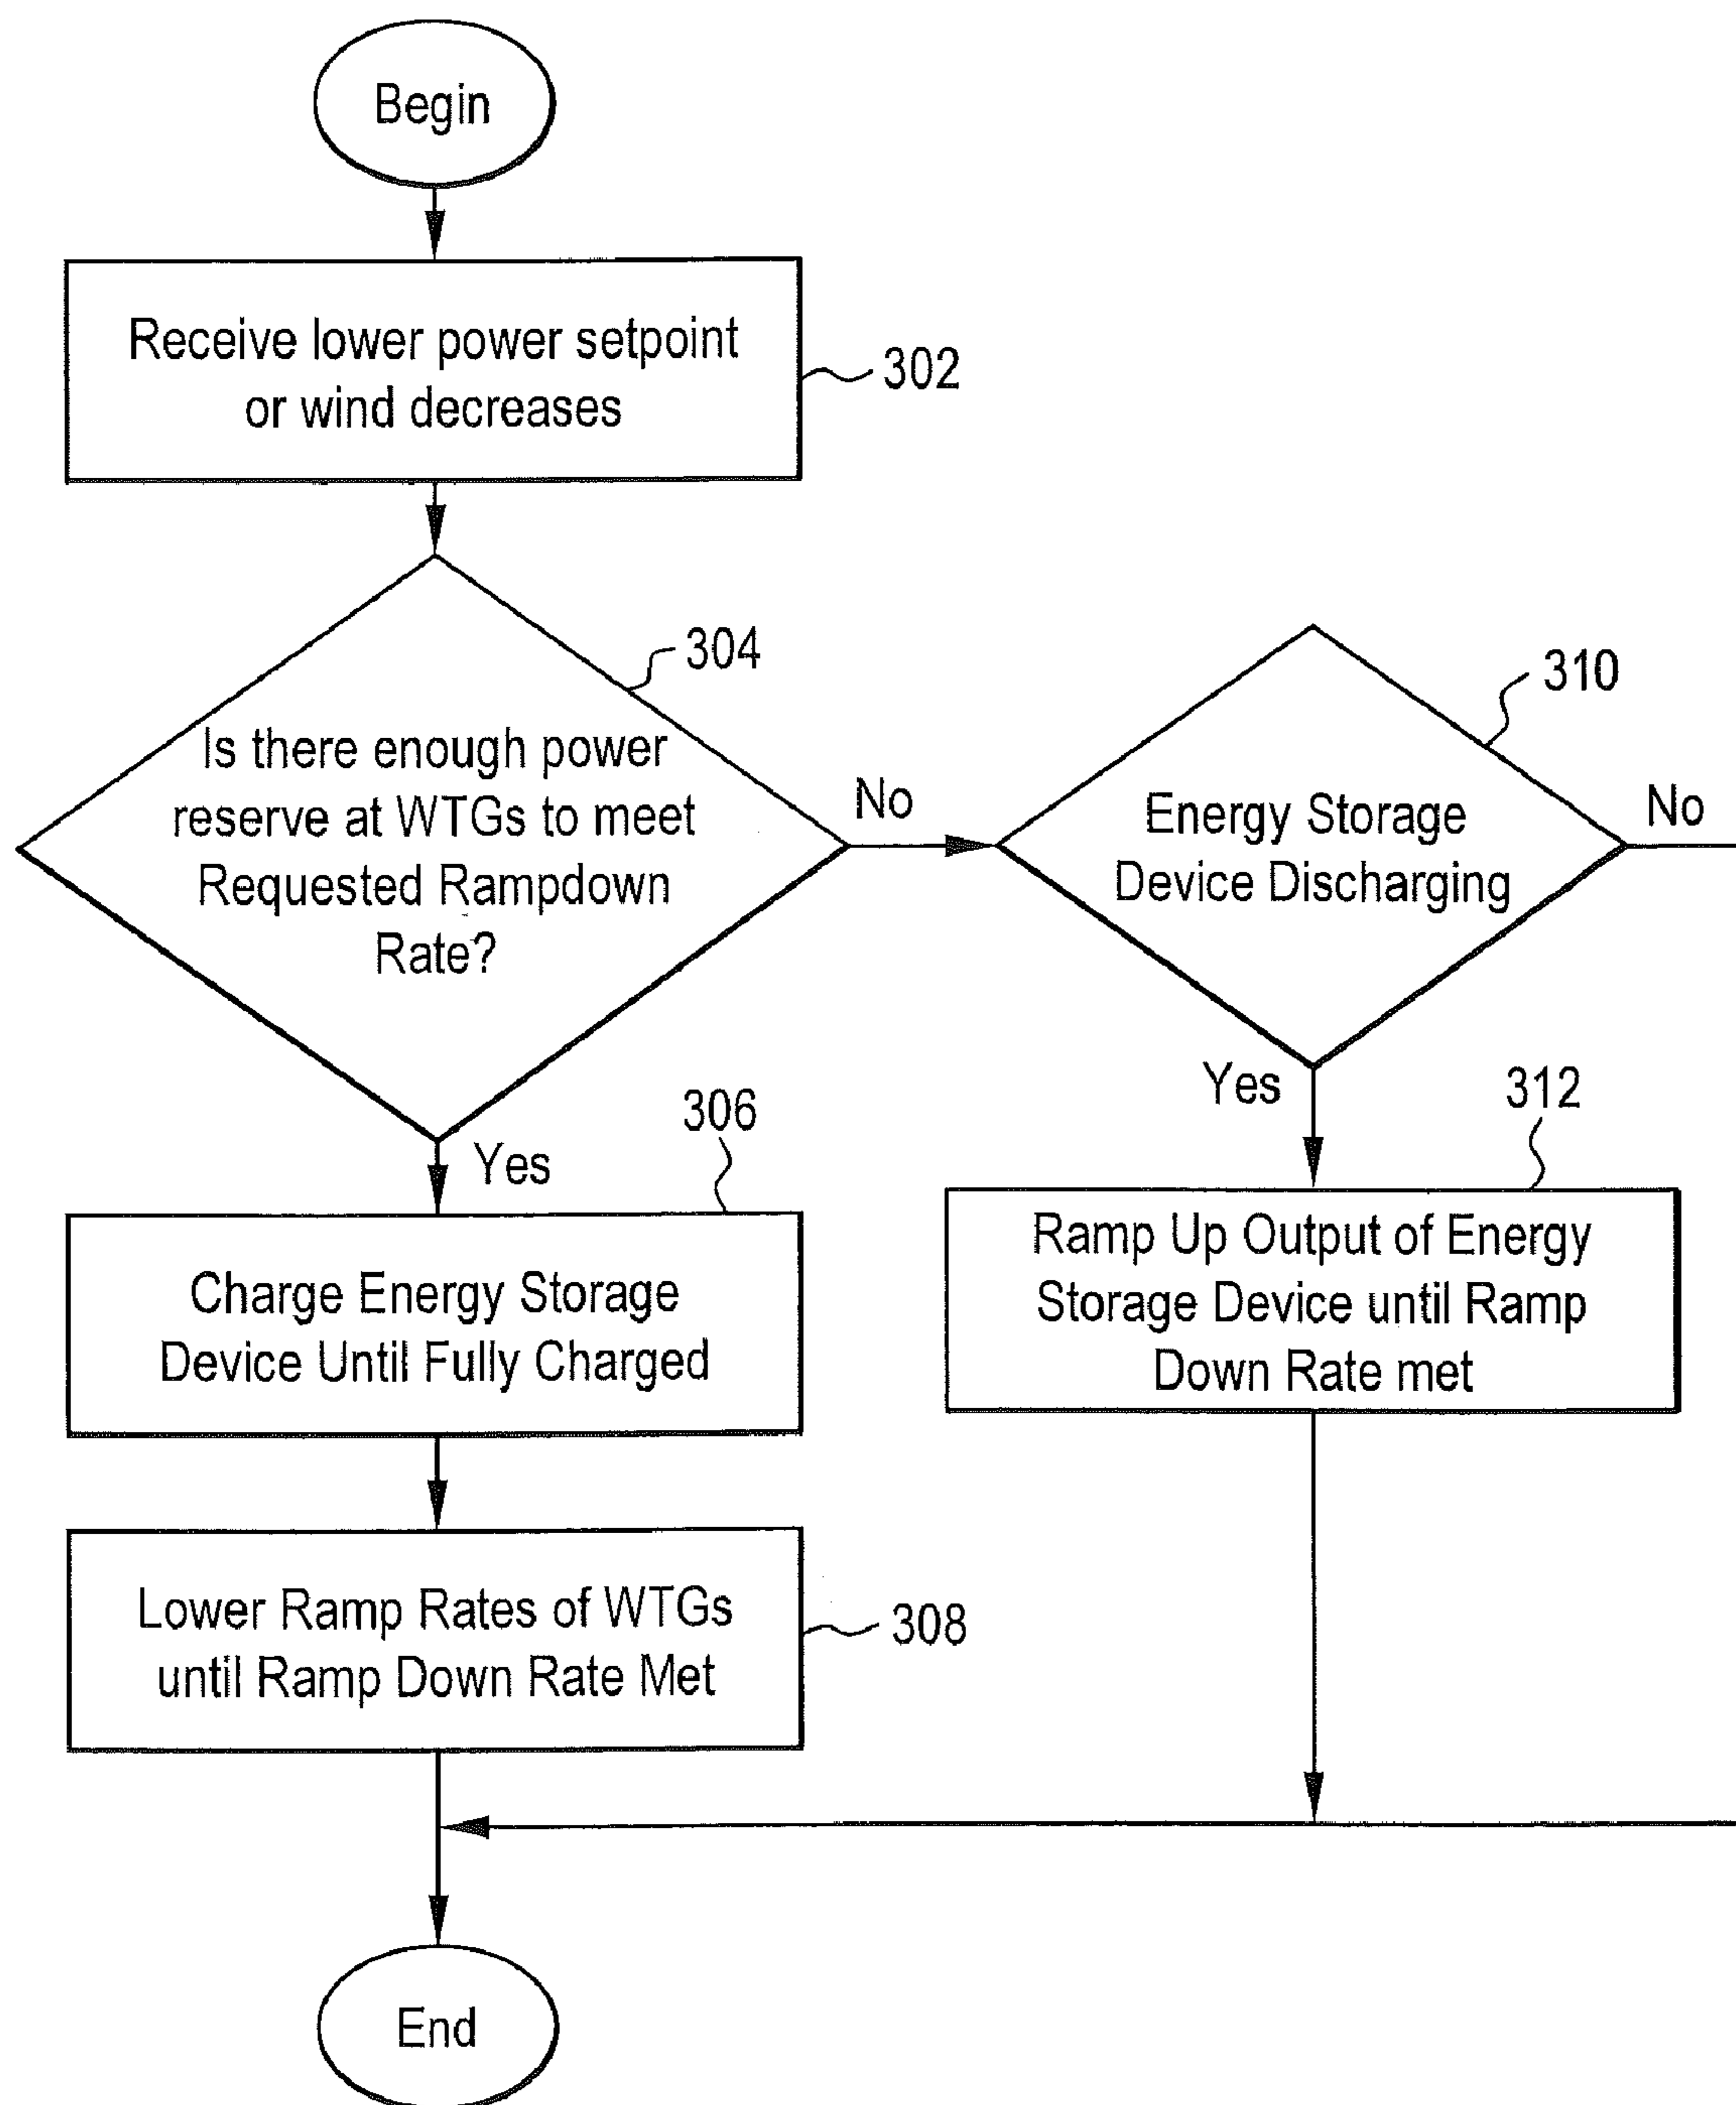 Begin
Receive lower power setpoint
or wind decreases
302
304
Is there enough power
reserve at WTGs to meet
Requested Rampdown
Rate?
No
310
Energy Storage
Device Discharging
No
Yes
306
Charge Energy Storage
Device Until Fully Charged
Yes
312
Ramp Up Output of Energy
Storage Device until Ramp
Down Rate met
Lower Ramp Rates of WTGs
until Ramp Down Rate Met
308
End